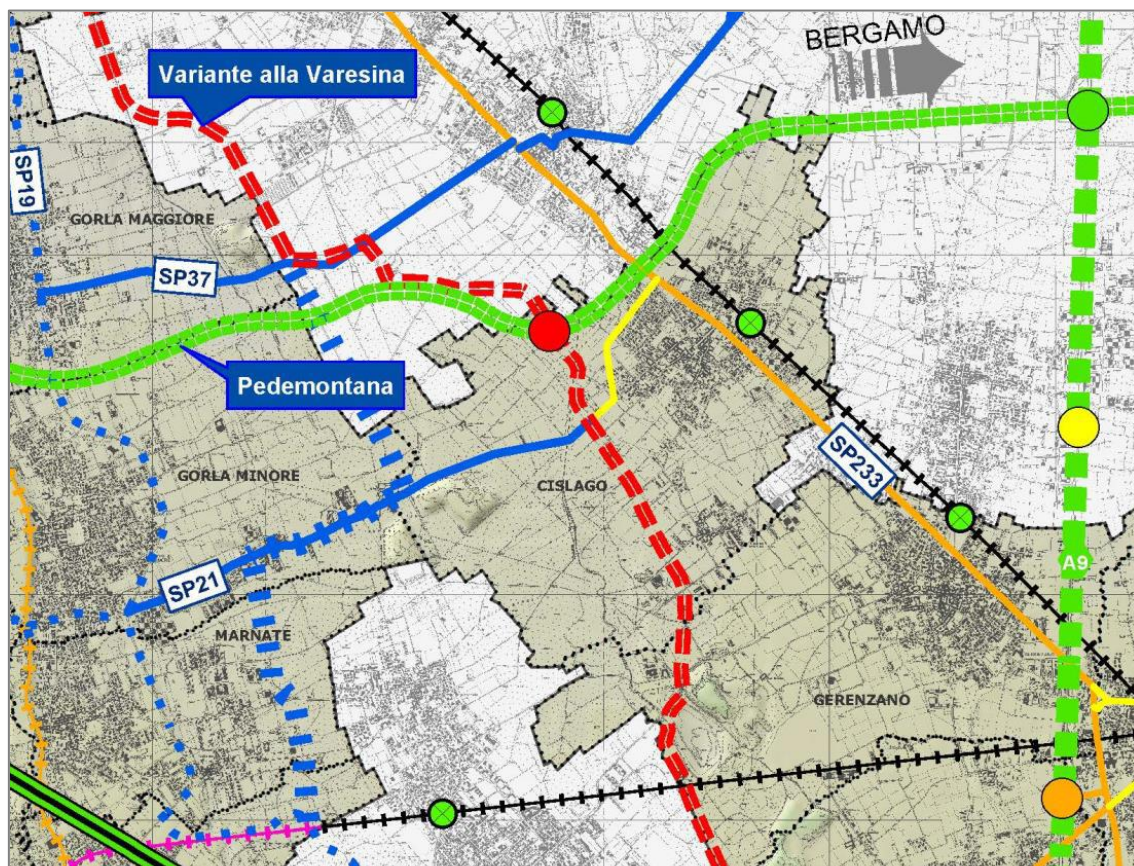 BERGAMO
Variante alla Varesina
SP19
GORLA MAGGIORE
SP37
Pedemontana
SP233
GORLA MINORE
CISLAGO
A9
SP21
MARNATE
GERENZANO